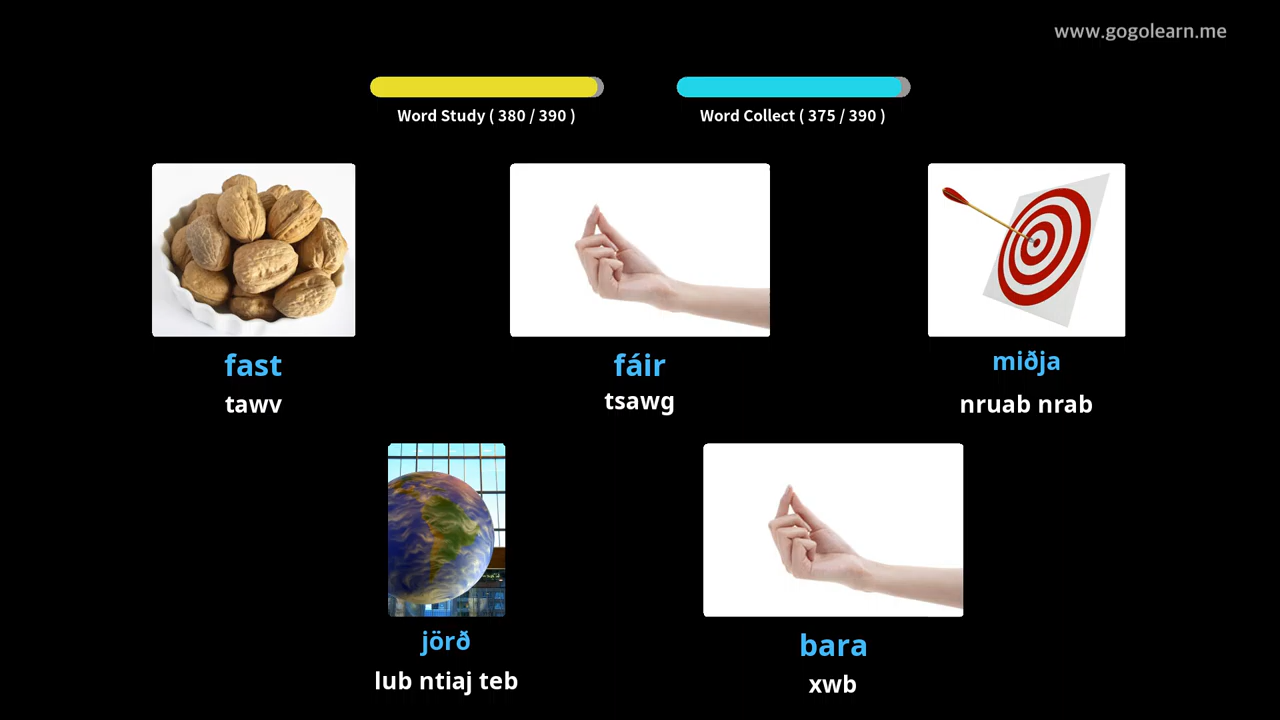 www.gogolearn.me
Word Study ( 380 / 390 )
Word Collect ( 375 / 390 )
fast
tawv
fáir
tsawg
miðja
nruab nrab
jörð
lub ntiaj teb
bara
xwb